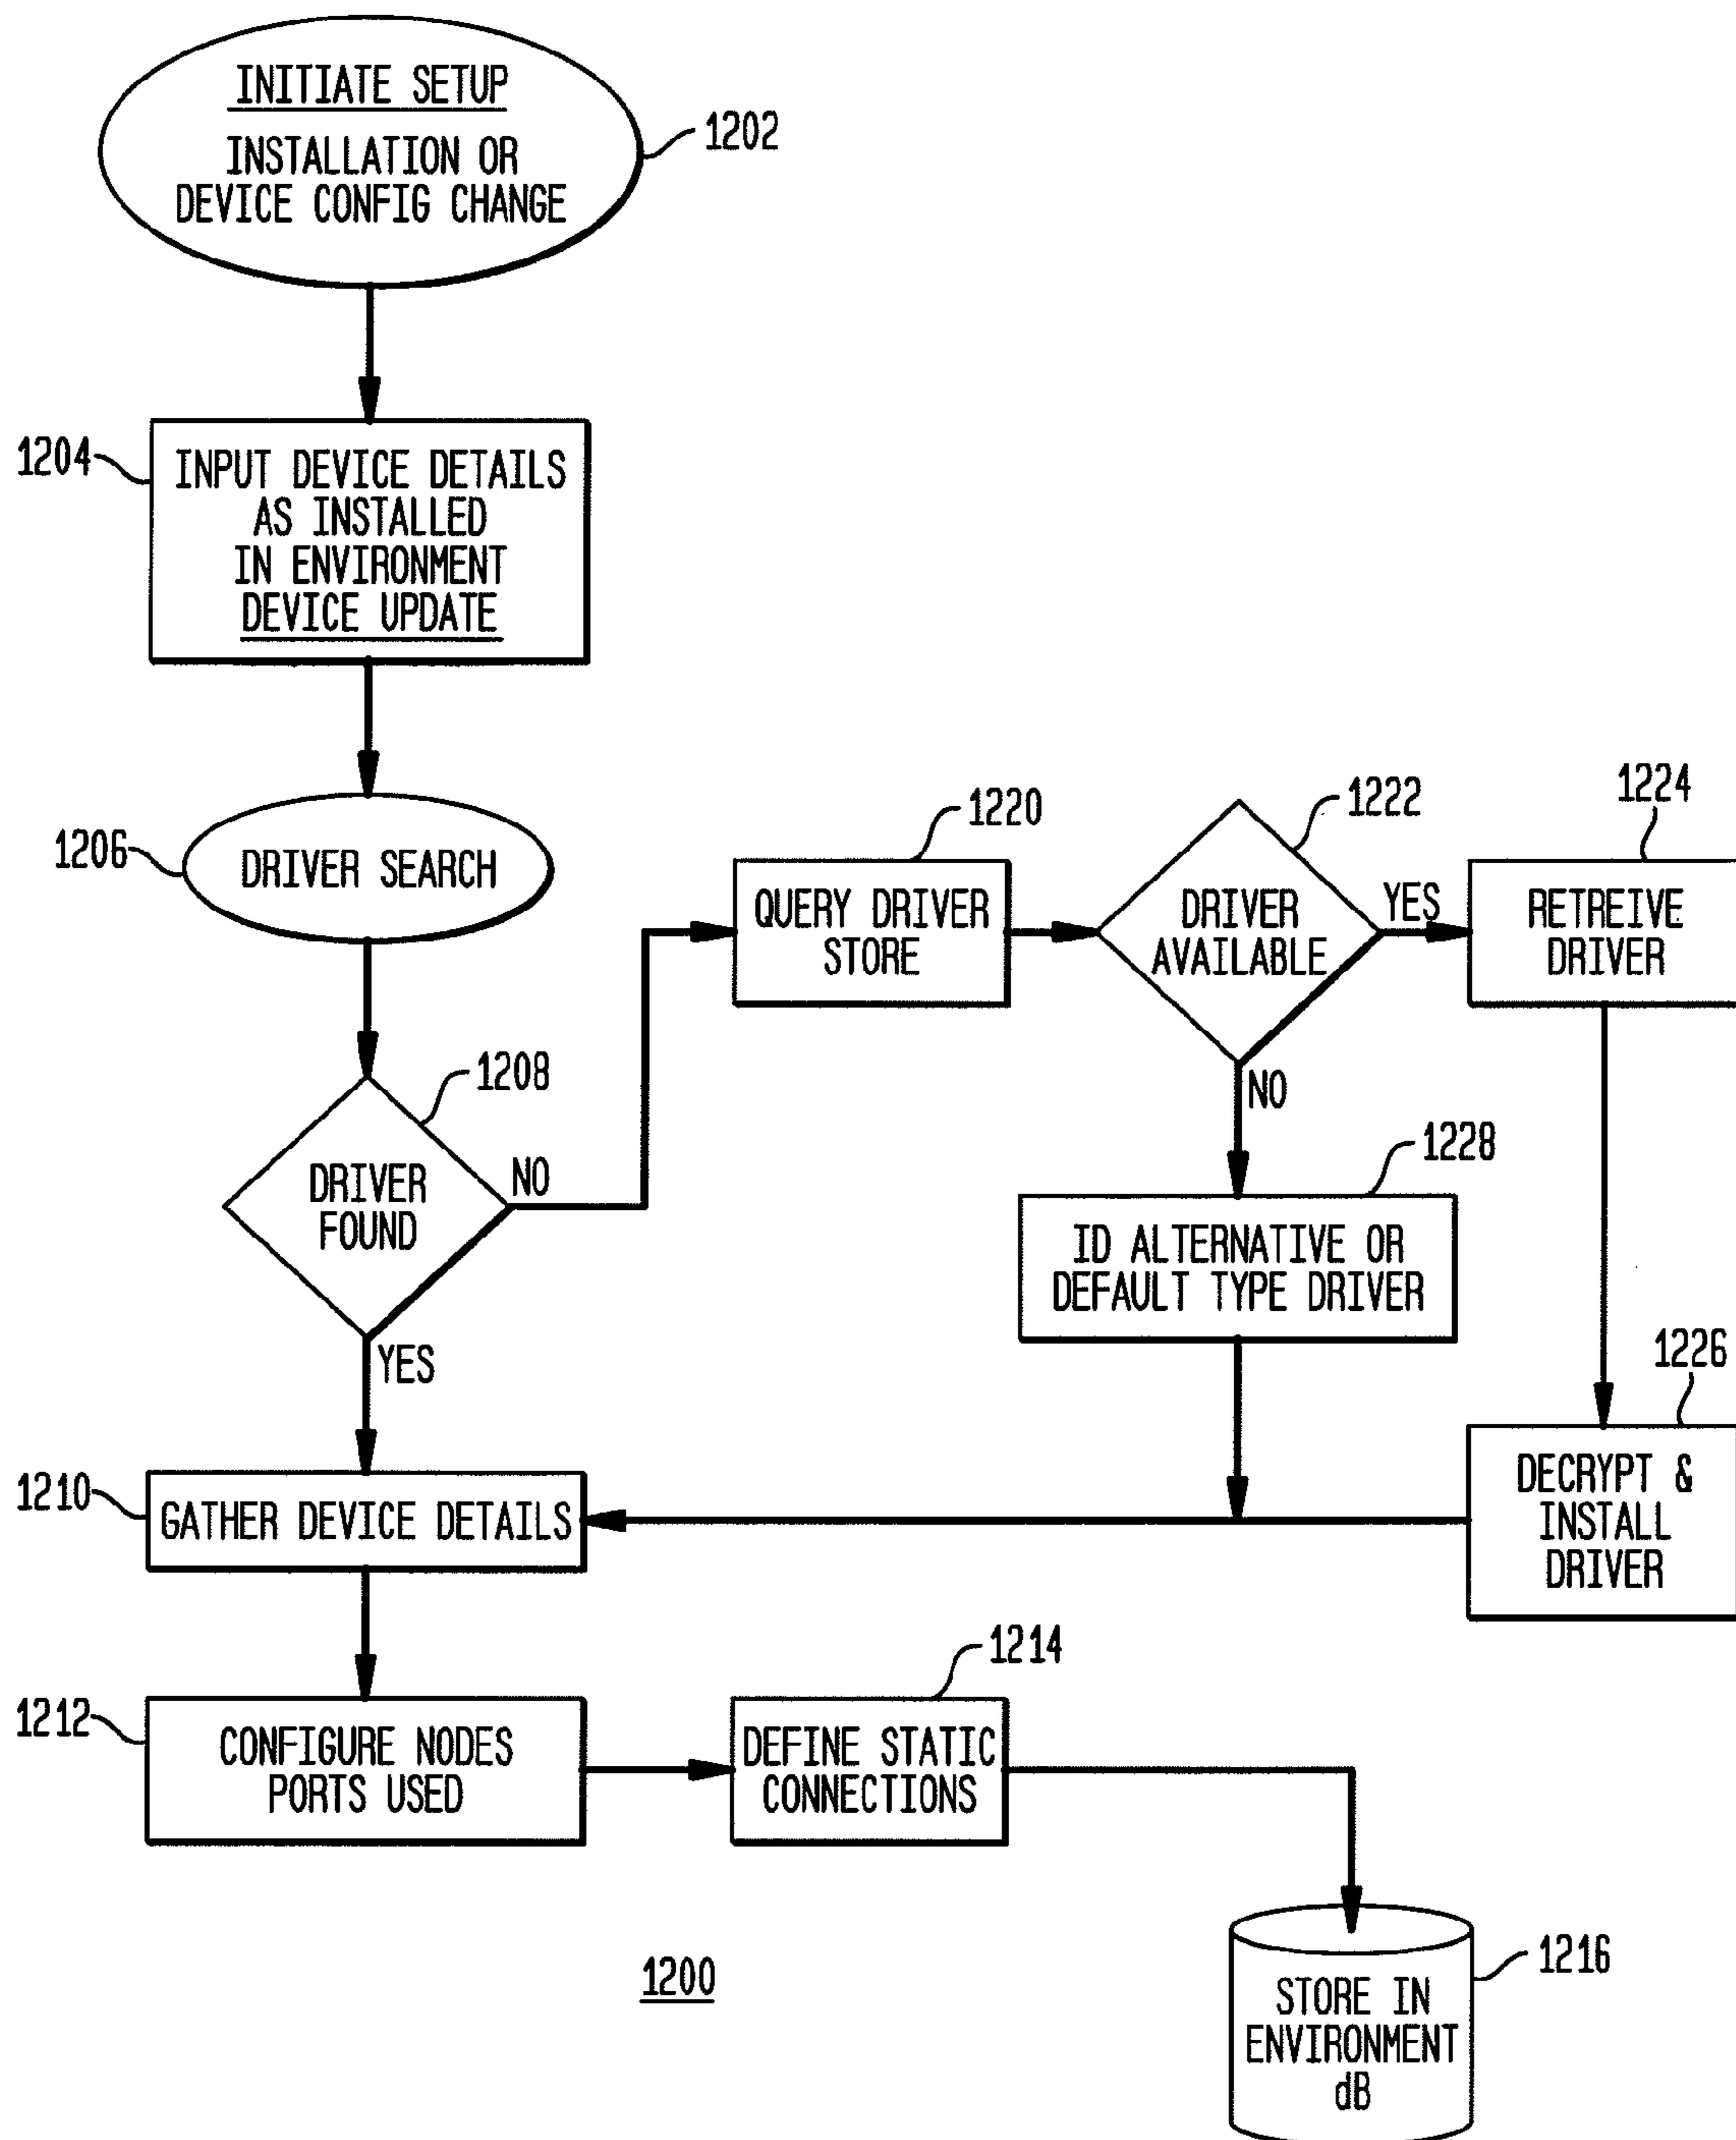 INITIATE SETUP
INSTALLATION OR
DEVICE CONFIG CHANGE
1202
1204
INPUT DEVICE DETAILS
AS INSTALLED
IN ENVIRONMENT
DEVICE UPDATE
1206
DRIVER SEARCH
1208
DRIVER
FOUND
NO
YES
1220
QUERY DRIVER
STORE
1222
DRIVER
AVAILABLE
YES
NO
1224
RETREIVE
DRIVER
1228
ID ALTERNATIVE OR
DEFAULT TYPE DRIVER
1226
DECRYPT &
INSTALL
DRIVER
1210
GATHER DEVICE DETAILS
1212
CONFIGURE NODES
PORTS USED
1214
DEFINE STATIC
CONNECTIONS
1216
STORE IN
ENVIRONMENT
dB
1200